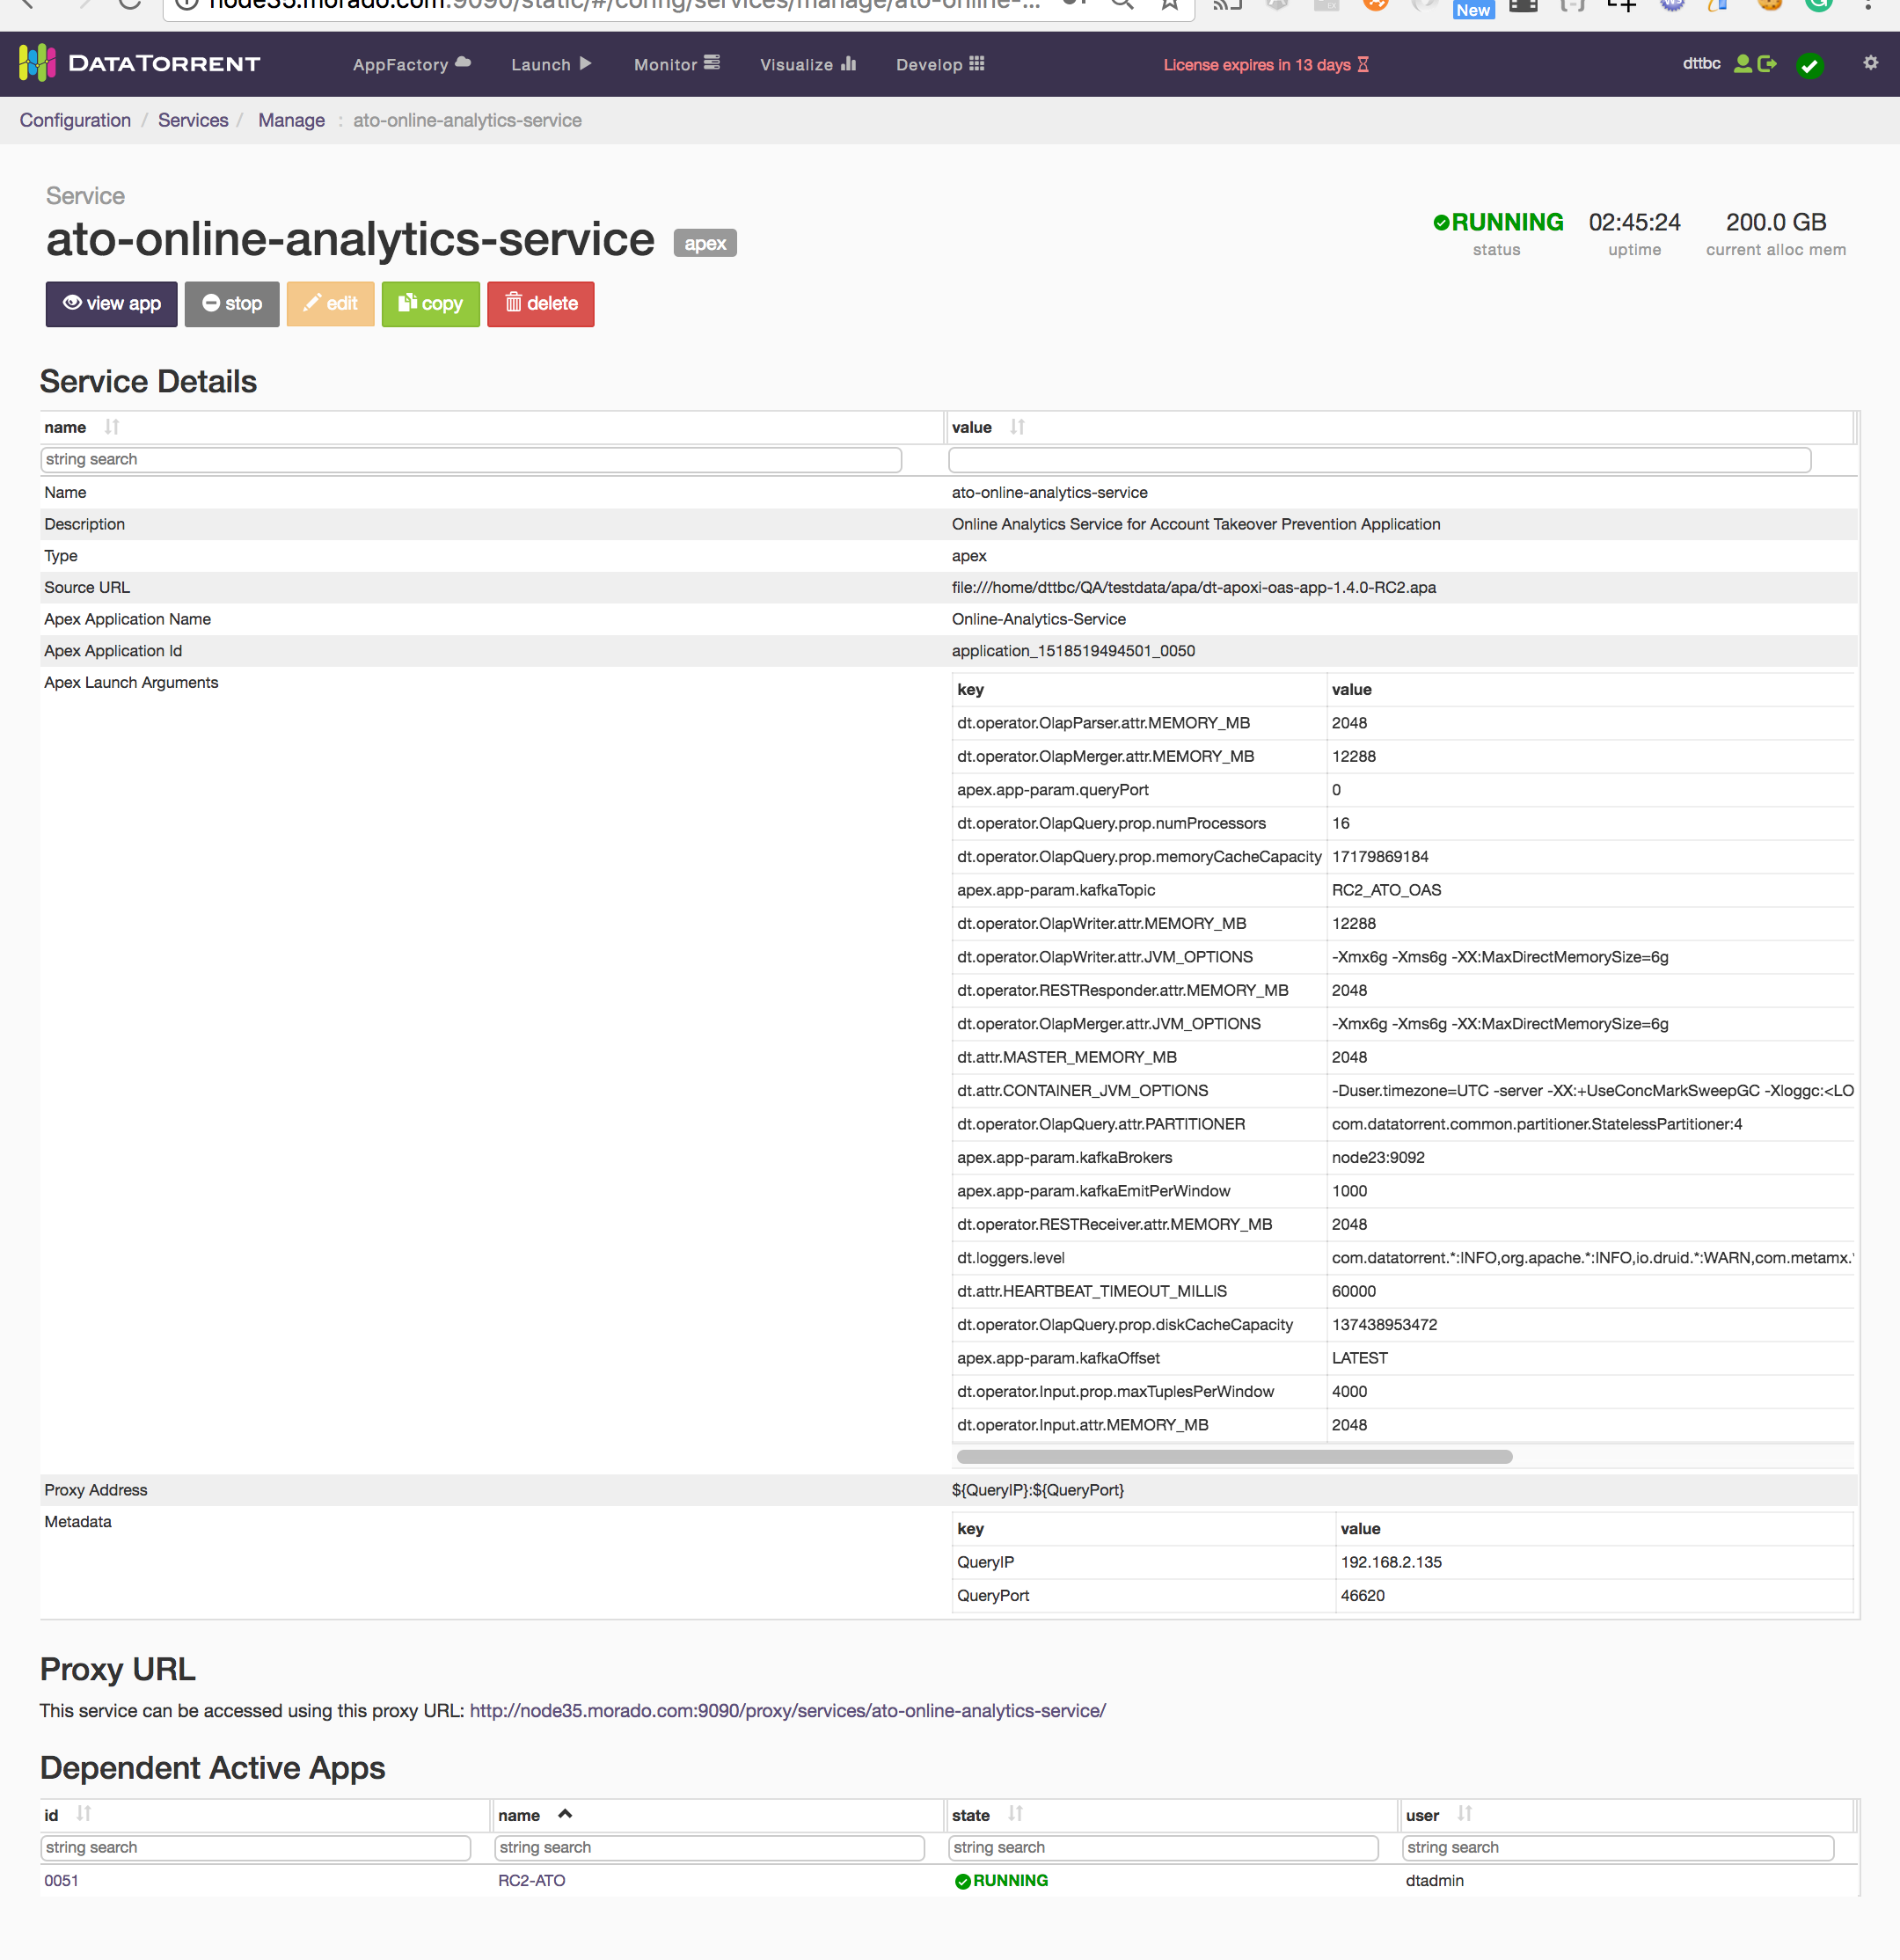 node35.morado.com:9090/static/#/config/services/manage/ato-online-...
New
DATATORRENT
AppFactory
Launch
Monitor
Visualize
Develop
License expires in 13 days
dttbc
Configuration / Services / Manage : ato-online-analytics-service
Service
ato-online-analytics-service apex
RUNNING 02:45:24 200.0 GB
status uptime current alloc mem
view app stop edit copy delete
Service Details
name value
string search
Name ato-online-analytics-service
Description Online Analytics Service for Account Takeover Prevention Application
Type apex
Source URL file:///home/dttbc/QA/testdata/apa/dt-apoxi-oas-app-1.4.0-RC2.apa
Apex Application Name Online-Analytics-Service
Apex Application Id application_1518519494501_0050
Apex Launch Arguments
key value
dt.operator.OlapParser.attr.MEMORY_MB 2048
dt.operator.OlapMerger.attr.MEMORY_MB 12288
apex.app-param.queryPort 0
dt.operator.OlapQuery.prop.numProcessors 16
dt.operator.OlapQuery.prop.memoryCacheCapacity 17179869184
apex.app-param.kafkaTopic RC2_ATO_OAS
dt.operator.OlapWriter.attr.MEMORY_MB 12288
dt.operator.OlapWriter.attr.JVM_OPTIONS -Xmx6g -Xms6g -XX:MaxDirectMemorySize=6g
dt.operator.RESTResponder.attr.MEMORY_MB 2048
dt.operator.OlapMerger.attr.JVM_OPTIONS -Xmx6g -Xms6g -XX:MaxDirectMemorySize=6g
dt.attr.MASTER_MEMORY_MB 2048
dt.attr.CONTAINER_JVM_OPTIONS -Duser.timezone=UTC -server -XX:+UseConcMarkSweepGC -Xloggc:<LO
dt.operator.OlapQuery.attr.PARTITIONER com.datatorrent.common.partitioner.StatelessPartitioner:4
apex.app-param.kafkaBrokers node23:9092
apex.app-param.kafkaEmitPerWindow 1000
dt.operator.RESTReceiver.attr.MEMORY_MB 2048
dt.loggers.level com.datatorrent.*:INFO,org.apache.*:INFO,io.druid.*:WARN,com.metamx.
dt.attr.HEARTBEAT_TIMEOUT_MILLIS 60000
dt.operator.OlapQuery.prop.diskCacheCapacity 137438953472
apex.app-param.kafkaOffset LATEST
dt.operator.Input.prop.maxTuplesPerWindow 4000
dt.operator.Input.attr.MEMORY_MB 2048
Proxy Address ${QueryIP}:${QueryPort}
Metadata
key value
QueryIP 192.168.2.135
QueryPort 46620
Proxy URL
This service can be accessed using this proxy URL: http://node35.morado.com:9090/proxy/services/ato-online-analytics-service/
Dependent Active Apps
id name state user
string search string search string search string search
0051 RC2-ATO RUNNING dtadmin